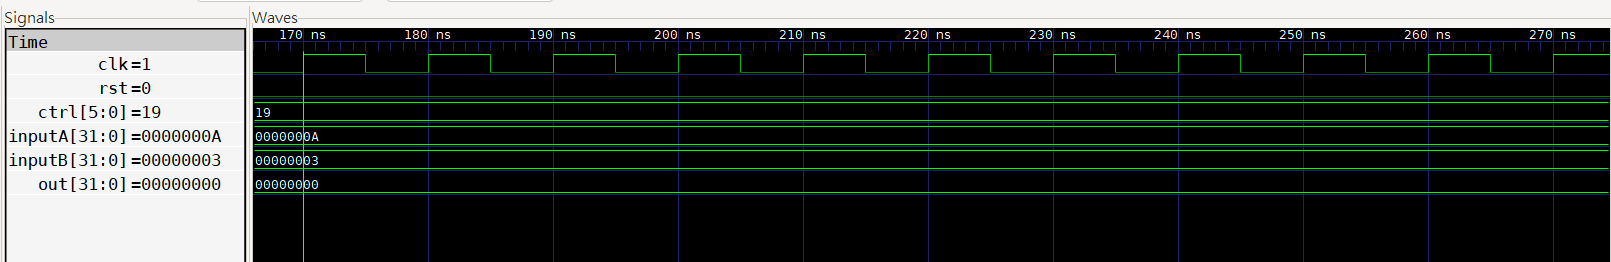 Signals
Waves
Time
170 ns 180 ns 190 ns 200 ns 210 ns 220 ns 230 ns 240 ns 250 ns 260 ns 270 ns
clk=1
rst=0
ctrl[5:0]=19
19
inputA[31:0]=0000000A
0000000A
inputB[31:0]=00000003
00000003
out[31:0]=00000000
00000000